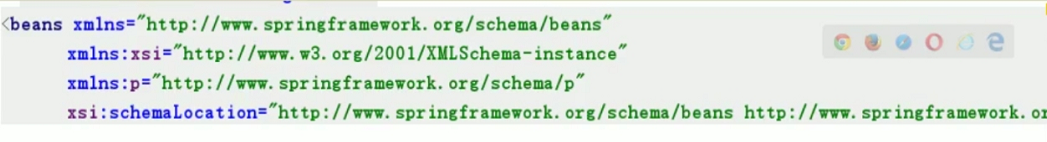 <beans xmlns="http://www.springframework.org/schema/beans"
xmlns:xsi="http://www.w3.org/2001/XMLSchema-instance"
xmlns:p="http://www.springframework.org/schema/p"
xsi:schemaLocation="http://www.springframework.org/schema/beans http://www.springframework.or